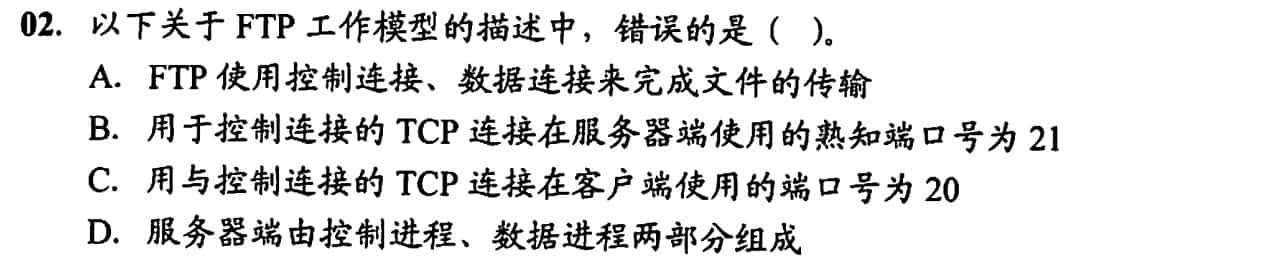 02. 以下关于 FTP 工作模型的描述中，错误的是（ ）。
A. FTP 使用控制连接、数据连接来完成文件的传输
B. 用于控制连接的 TCP 连接在服务器端使用的熟知端口号为 21
C. 用与控制连接的 TCP 连接在客户端使用的端口号为 20
D. 服务器端由控制进程、数据进程两部分组成